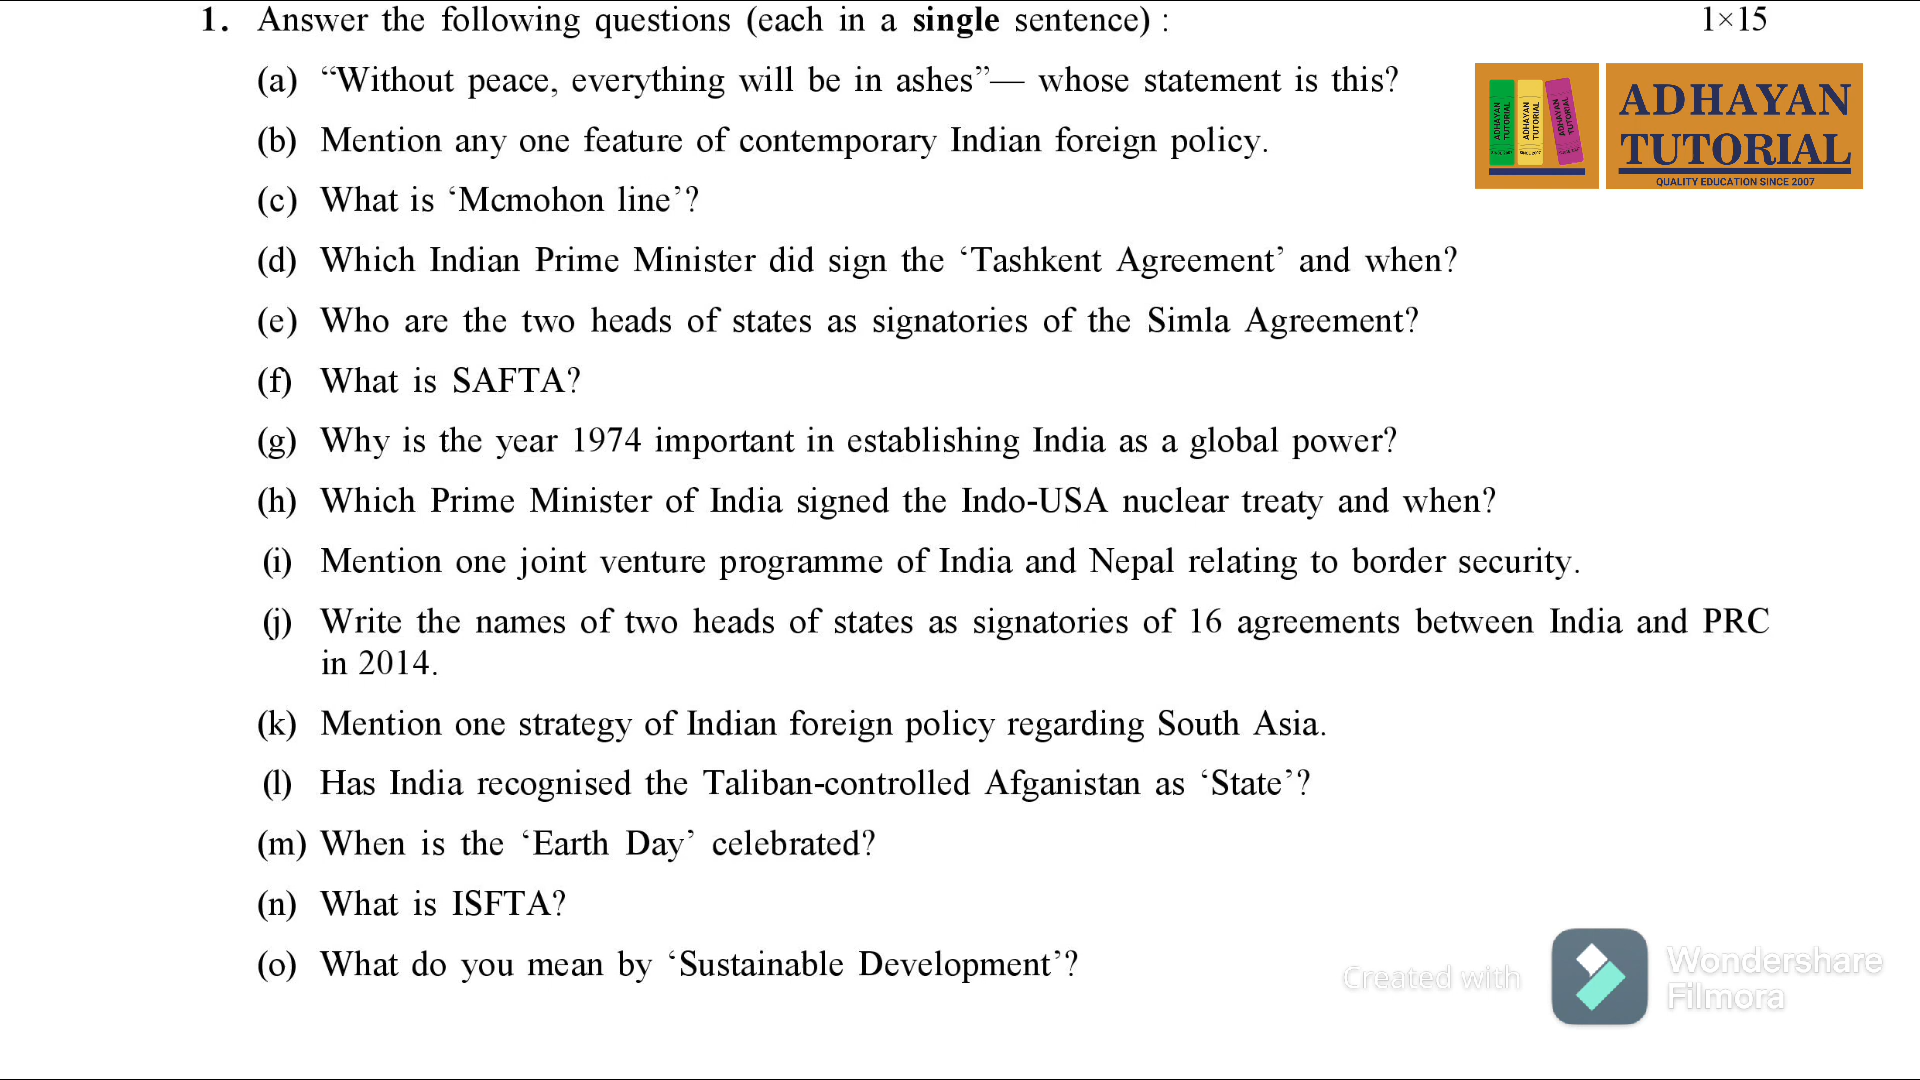 1. Answer the following questions (each in a single sentence) : 1×15
(a) “Without peace, everything will be in ashes”— whose statement is this?
ADHAYAN TUTORIAL
ADHAYAN TUTORIAL
ADHAYAN TUTORIAL
ADHAYAN
TUTORIAL
QUALITY EDUCATION SINCE 2007
(b) Mention any one feature of contemporary Indian foreign policy.
(c) What is ‘Mcmohon line’?
(d) Which Indian Prime Minister did sign the ‘Tashkent Agreement’ and when?
(e) Who are the two heads of states as signatories of the Simla Agreement?
(f) What is SAFTA?
(g) Why is the year 1974 important in establishing India as a global power?
(h) Which Prime Minister of India signed the Indo-USA nuclear treaty and when?
(i) Mention one joint venture programme of India and Nepal relating to border security.
(j) Write the names of two heads of states as signatories of 16 agreements between India and PRC
in 2014.
(k) Mention one strategy of Indian foreign policy regarding South Asia.
(l) Has India recognised the Taliban-controlled Afganistan as ‘State’?
(m) When is the ‘Earth Day’ celebrated?
(n) What is ISFTA?
(o) What do you mean by ‘Sustainable Development’?
Created with
Wondershare
Filmora